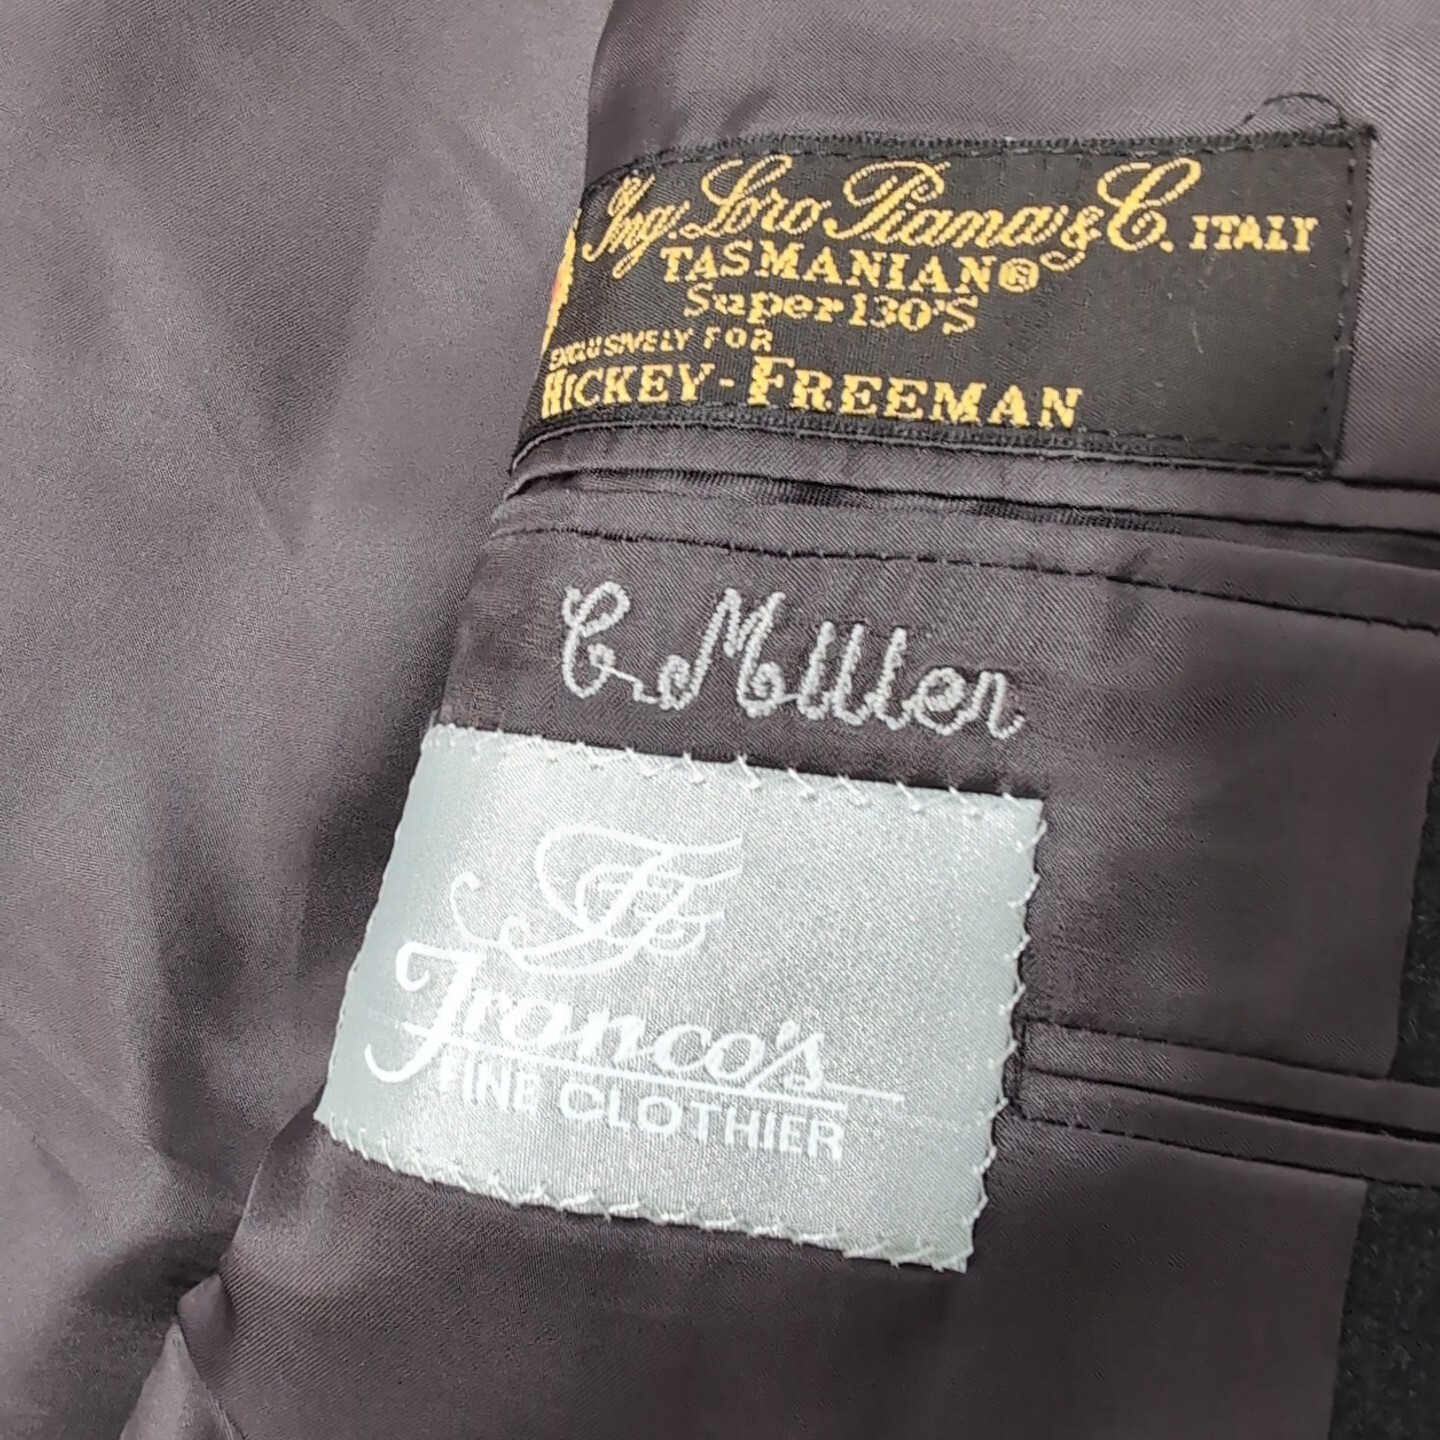 Ing. Loro Piana & C. ITALY
TASMANIAN®
Super 130'S
EXCLUSIVELY FOR
HICKEY-FREEMAN
C. Miller
FF
Franco's
FINE CLOTHIER